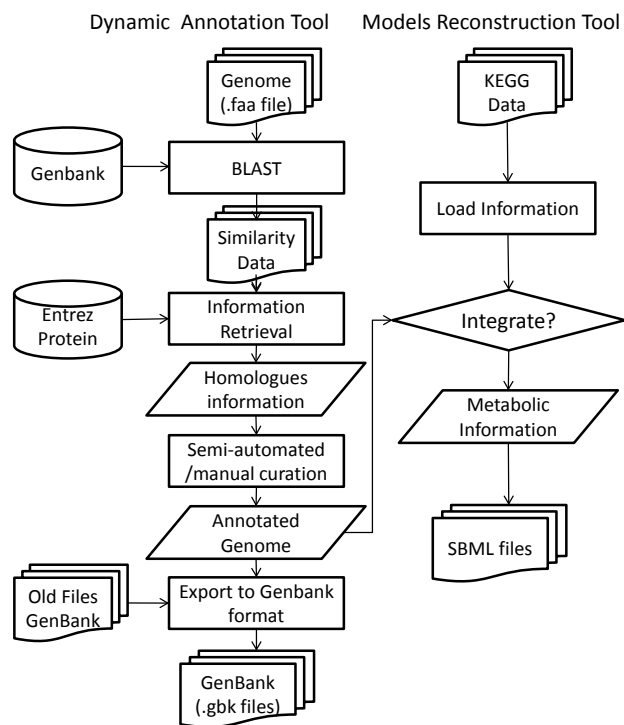 Dynamic Annotation Tool
Models Reconstruction Tool
Genome
(.faa file)
Genbank
BLAST
Similarity
Data
Entrez
Protein
Information
Retrieval
Homologues
information
Semi-automated
/manual curation
Annotated
Genome
Old Files
GenBank
Export to Genbank
format
GenBank
(.gbk files)
KEGG
Data
Load Information
Integrate?
Metabolic
Information
SBML files